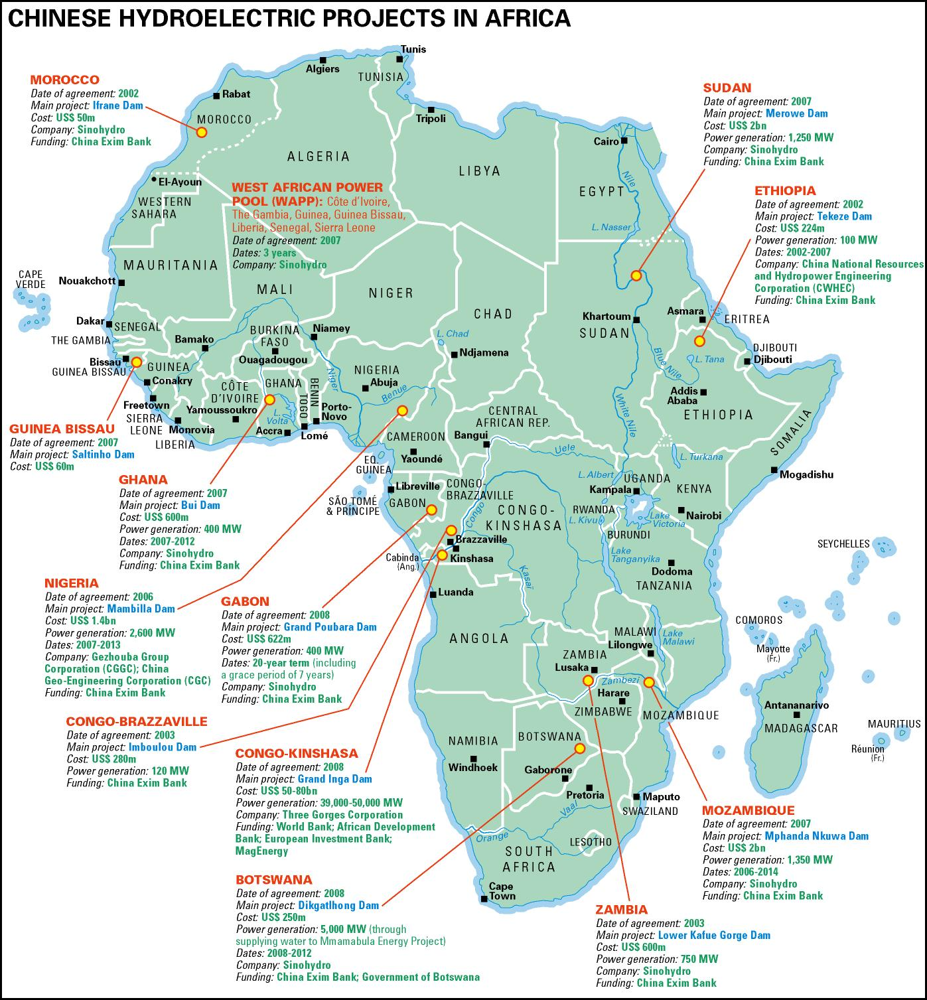 CHINESE HYDROELECTRIC PROJECTS IN AFRICA
MOROCCO
Date of agreement: 2002
Main project: Ifrane Dam
Cost: US$ 50m
Company: Sinohydro
Funding: China Exim Bank
SUDAN
Date of agreement: 2007
Main project: Merowe Dam
Cost: US$ 2bn
Power generation: 1,250 MW
Company: Sinohydro
Funding: China Exim Bank
ETHIOPIA
Date of agreement: 2002
Main project: Tekeze Dam
Cost: US$ 224m
Power generation: 100 MW
Dates: 2002-2007
Company: China National Resources
and Hydropower Engineering
Corporation (CWHEC)
Funding: China Exim Bank
WEST AFRICAN POWER
POOL (WAPP): Côte d'Ivoire,
The Gambia, Guinea, Guinea Bissau,
Liberia, Senegal, Sierra Leone
Date of agreement: 2007
Dates: 3 years
Company: Sinohydro
GUINEA BISSAU
Date of agreement: 2007
Main project: Saltinho Dam
Cost: US$ 60m
GHANA
Date of agreement: 2007
Main project: Bui Dam
Cost: US$ 600m
Power generation: 400 MW
Dates: 2007-2012
Company: Sinohydro
Funding: China Exim Bank
NIGERIA
Date of agreement: 2006
Main project: Mambilla Dam
Cost: US$ 1.4bn
Power generation: 2,600 MW
Dates: 2007-2013
Company: Gezhouba Group
Corporation (CGGC); China
Geo-Engineering Corporation (CGC)
Funding: China Exim Bank
GABON
Date of agreement: 2008
Main project: Grand Poubara Dam
Cost: US$ 622m
Power generation: 400 MW
Dates: 20-year term (including
a grace period of 7 years)
Company: Sinohydro
Funding: China Exim Bank
CONGO-BRAZZAVILLE
Date of agreement: 2003
Main project: Imboulou Dam
Cost: US$ 280m
Power generation: 120 MW
Funding: China Exim Bank
CONGO-KINSHASA
Date of agreement: 2008
Main project: Grand Inga Dam
Cost: US$ 50-80bn
Power generation: 39,000-50,000 MW
Company: Three Gorges Corporation
Funding: World Bank; African Development
Bank; European Investment Bank;
MagEnergy
BOTSWANA
Date of agreement: 2008
Main project: Dikgatlhong Dam
Cost: US$ 250m
Power generation: 5,000 MW (through
supplying water to Mmamabula Energy Project)
Dates: 2008-2012
Company: Sinohydro
Funding: China Exim Bank; Government of Botswana
MOZAMBIQUE
Date of agreement: 2007
Main project: Mphanda Nkuwa Dam
Cost: US$ 2bn
Power generation: 1,350 MW
Dates: 2006-2014
Company: Sinohydro
Funding: China Exim Bank
ZAMBIA
Date of agreement: 2003
Main project: Lower Kafue Gorge Dam
Cost: US$ 600m
Power generation: 750 MW
Company: Sinohydro
Funding: China Exim Bank
Tunis
Algiers
TUNISIA
Rabat
Tripoli
MOROCCO
Cairo
ALGERIA
LIBYA
EGYPT
Nile
El-Ayoun
WESTERN
SAHARA
L. Nasser
MAURITANIA
CAPE
VERDE
Nouakchott
MALI
NIGER
CHAD
Khartoum
SUDAN
Asmara
ERITREA
Dakar
SENEGAL
THE GAMBIA
Bamako
BURKINA
FASO
Niamey
L. Chad
Ndjamena
DJIBOUTI
Djibouti
Bissau
GUINEA BISSAU
GUINEA
Ouagadougou
NIGERIA
Abuja
Niger
Benue
Blue Nile
L. Tana
Conakry
Freetown
SIERRA
LEONE
CÔTE
D'IVOIRE
Yamoussoukro
GHANA
TOGO
BENIN
Porto-
Novo
L.
Volta
Accra
Lomé
Monrovia
LIBERIA
Addis
Ababa
ETHIOPIA
SOMALIA
White Nile
CENTRAL
AFRICAN REP.
Bangui
CAMEROON
Yaoundé
EQ.
GUINEA
Uele
L. Turkana
L. Albert
UGANDA
Kampala
KENYA
Mogadishu
Libreville
GABON
SÃO TOMÉ
& PRÍNCIPE
CONGO-
BRAZZAVILLE
Congo
CONGO-
KINSHASA
RWANDA
L. Kivu
Nairobi
Lake
Victoria
BURUNDI
Brazzaville
Kinshasa
Cabinda
(Ang.)
Lake
Tanganyika
Dodoma
TANZANIA
SEYCHELLES
Kasaï
Luanda
ANGOLA
MALAWI
Lilongwe
Lake
Malawi
COMOROS
Mayotte
(Fr.)
ZAMBIA
Lusaka
Zambezi
Harare
ZIMBABWE
MOZAMBIQUE
Antananarivo
MADAGASCAR
MAURITIUS
Réunion
(Fr.)
NAMIBIA
Windhoek
BOTSWANA
Gaborone
Pretoria
Maputo
SWAZILAND
Vaal
Orange
LESOTHO
SOUTH
AFRICA
Cape
Town